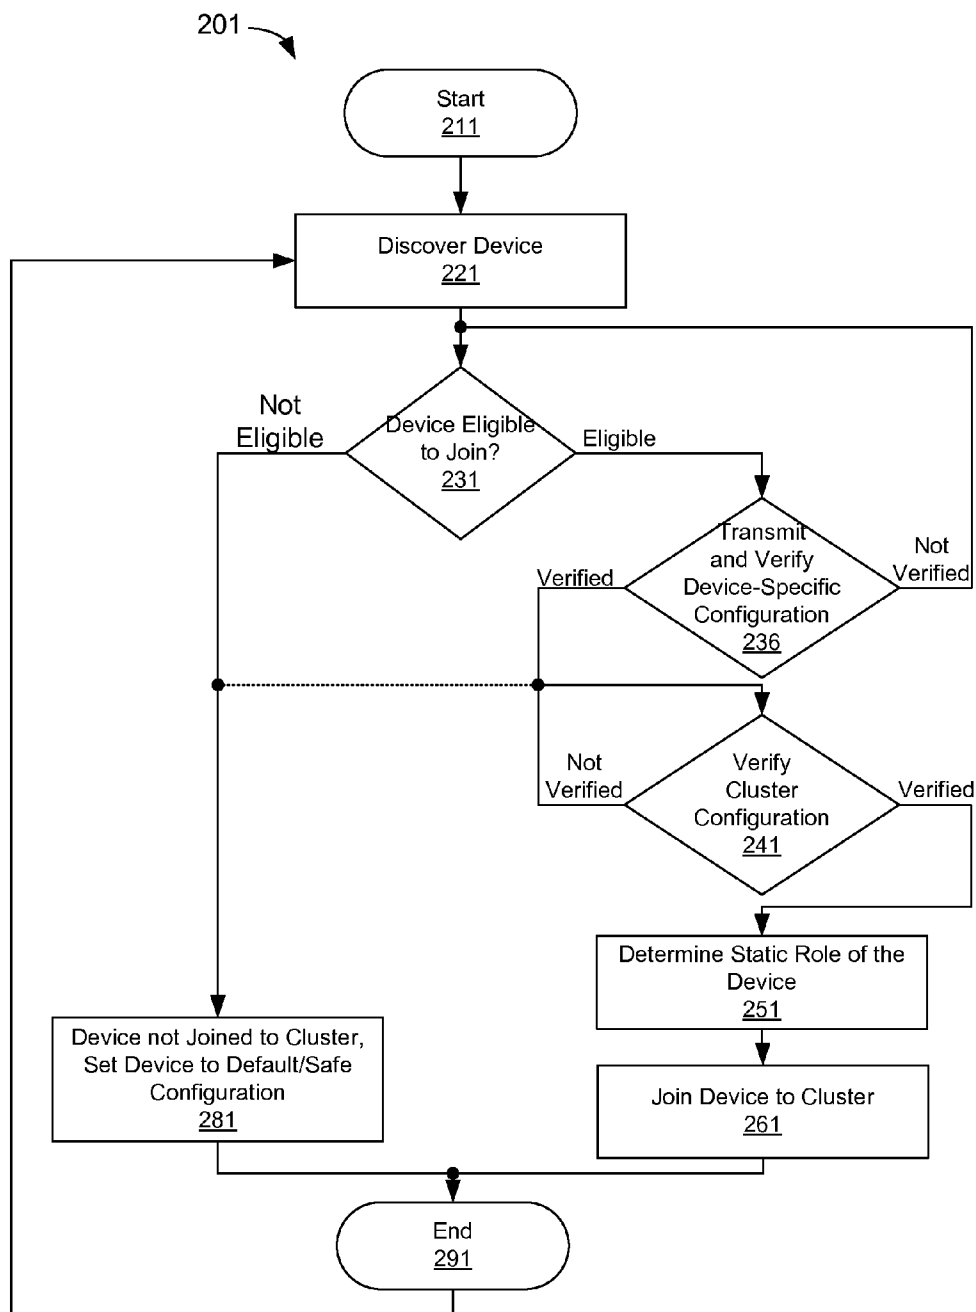 201
Start
211
Discover Device
221
Not
Eligible
Device Eligible
to Join?
231
Eligible
Transmit
and Verify
Device-Specific
Configuration
236
Verified
Not
Verified
Verify
Cluster
Configuration
241
Not
Verified
Verified
Determine Static Role of the
Device
251
Device not Joined to Cluster,
Set Device to Default/Safe
Configuration
281
Join Device to Cluster
261
End
291